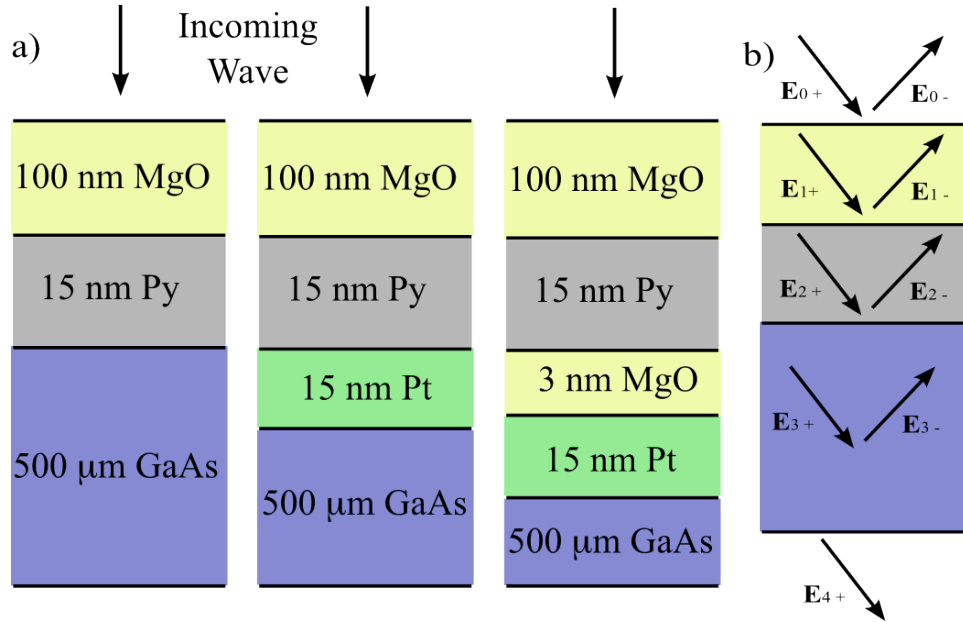 a)
Incoming
Wave
100 nm MgO
15 nm Py
500 μm GaAs
100 nm MgO
15 nm Py
15 nm Pt
500 μm GaAs
100 nm MgO
15 nm Py
3 nm MgO
15 nm Pt
500 μm GaAs
b)
E0+
E0-
E1+
E1-
E2+
E2-
E3+
E3-
E4+